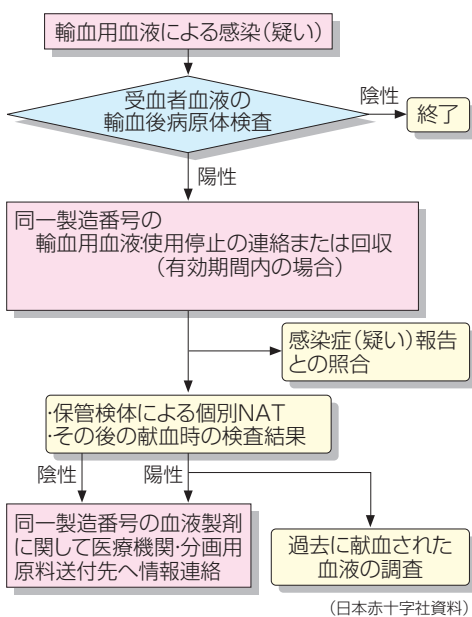 輸血用血液による感染（疑い）
受血者血液の
輸血後病原体検査
陰性
終了
陽性
同一製造番号の
輸血用血液:使用停止の連絡または回収
（有効期間内の場合）
感染症（疑い）報告
との照合
･保管検体による個別NAT
･その後の献血時の検査結果
陰性
陽性
同一製造番号の血液製剤
に関して医療機関･分画用
原料送付先へ情報連絡
過去に献血された
血液の調査
（日本赤十字社資料）